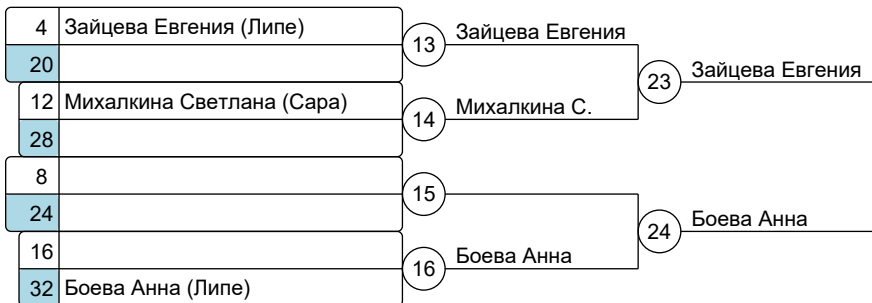 4 Зайцева Евгения (Липе)
13 Зайцева Евгения
20
23 Зайцева Евгения
12 Михалкина Светлана (Сара)
14 Михалкина С.
28
8
15
24
24 Боева Анна
16
16 Боева Анна
32 Боева Анна (Липе)